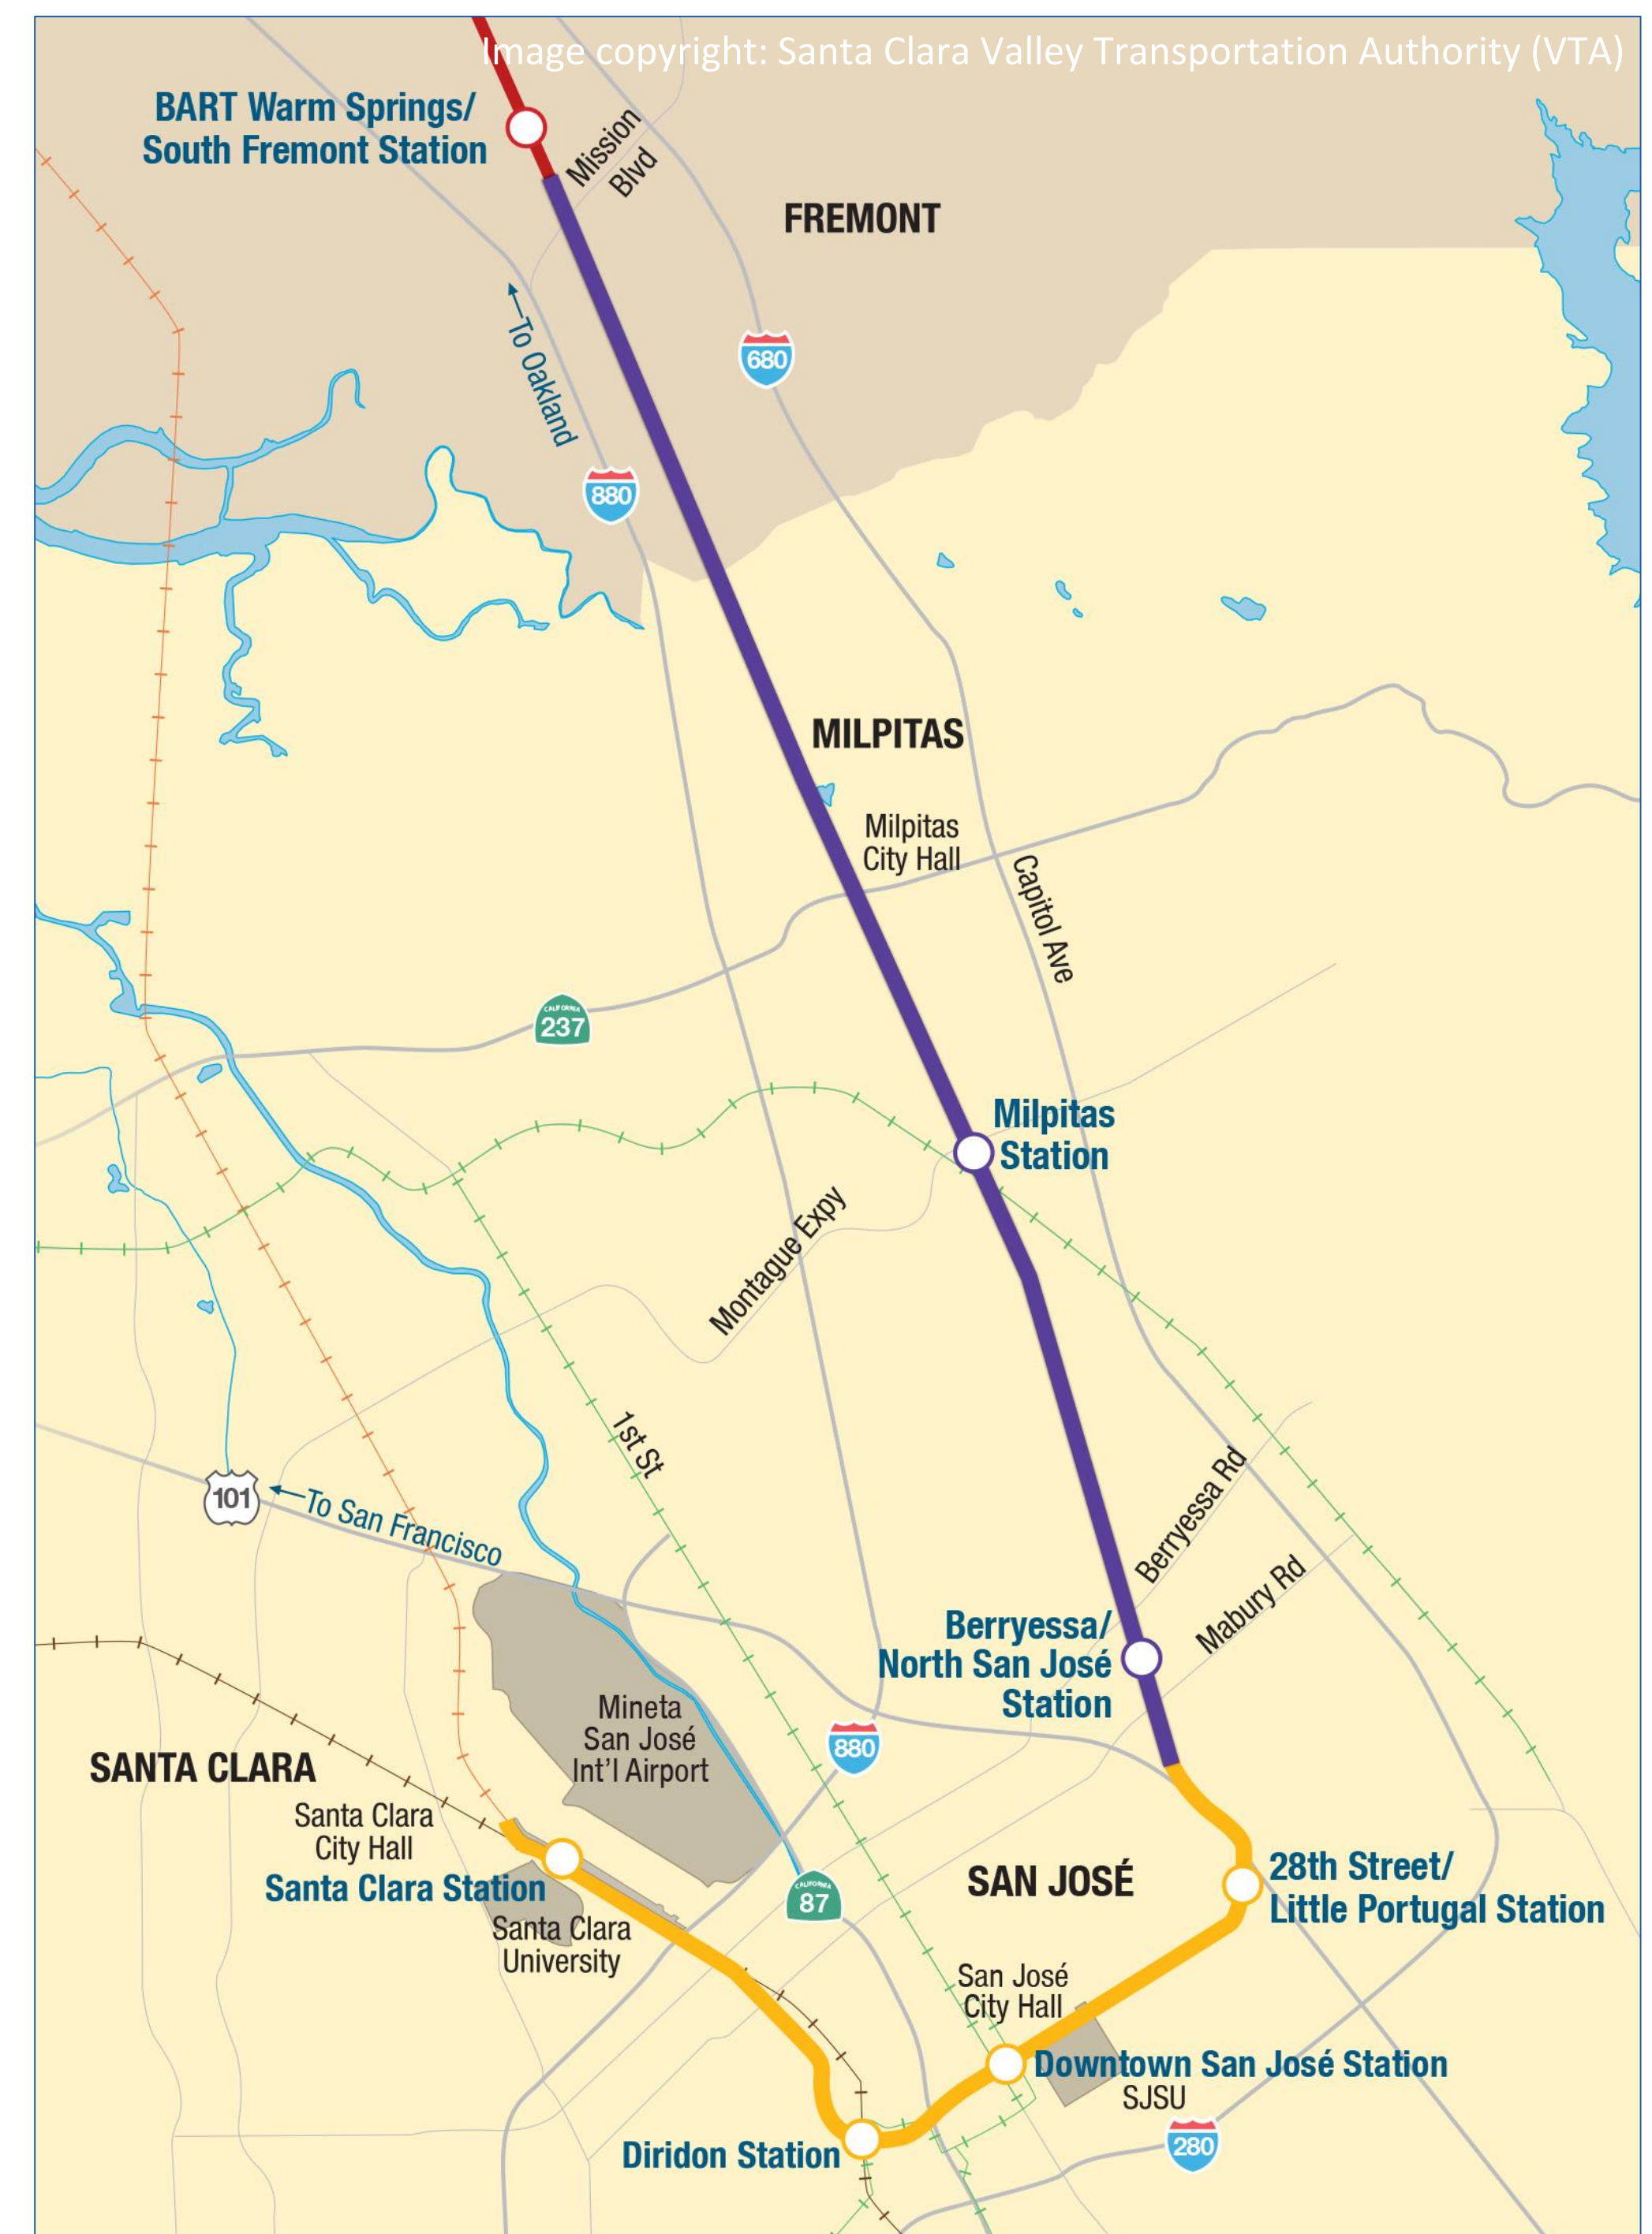 Image copyright: Santa Clara Valley Transportation Authority (VTA)
BART Warm Springs/
South Fremont Station
Mission
Blvd
FREMONT
To Oakland
680
880
MILPITAS
Milpitas
City Hall
Capitol Ave
CALIFORNIA
237
Milpitas
Station
Montague Expy
1st St
Berryessa Rd
101
To San Francisco
Mabury Rd
Berryessa/
North San José
Station
Mineta
San José
Int'l Airport
880
SANTA CLARA
Santa Clara
City Hall
Santa Clara Station
Santa Clara
University
CALIFORNIA
87
SAN JOSÉ
28th Street/
Little Portugal Station
San José
City Hall
Downtown San José Station
SJSU
Diridon Station
280